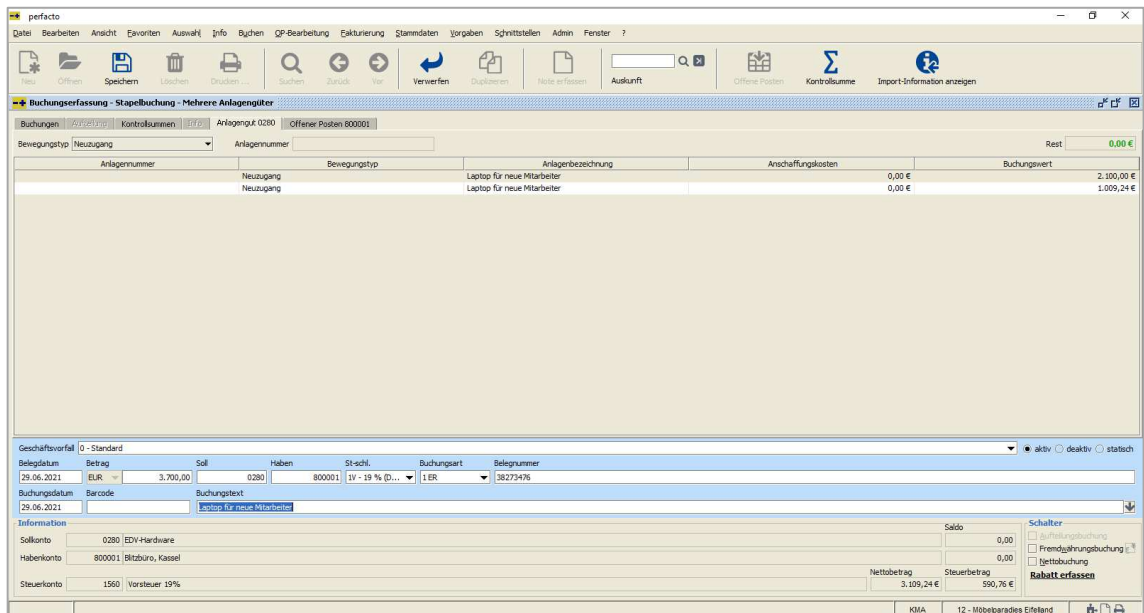 perfacto
Datei Bearbeiten Ansicht Favoriten Auswahl Info Buchen OP-Bearbeitung Fakturierung Stammdaten Vorgaben Schnittstellen Admin Fenster ?
Neu Öffnen Speichern Löschen Drucken ... Suchen Zurück Vor Verwerfen Duplizieren Note erfassen Auskunft Offene Posten Kontrollsumme Import-Information anzeigen
Buchungserfassung - Stapelbuchung - Mehrere Anlagengüter
Buchungen Aufteilung Kontrollsummen Info Anlagengut 0280 Offener Posten 800001
Bewegungstyp Neuzugang Anlagennummer Rest 0,00 €
Anlagennummer Bewegungstyp Anlagenbezeichnung Anschaffungskosten Buchungswert
Neuzugang Laptop für neue Mitarbeiter 0,00 € 2.100,00 €
Neuzugang Laptop für neue Mitarbeiter 0,00 € 1.009,24 €
Geschäftsvorfall 0 - Standard aktiv deaktiv statisch
Belegdatum Betrag Soll Haben St-schl. Buchungsart Belegnummer
29.06.2021 EUR 3.700,00 0280 800001 1V - 19 % (D... 1 ER 38273476
Buchungsdatum Barcode Buchungstext
29.06.2021 Laptop für neue Mitarbeiter
Information Saldo Schalter
Sollkonto 0280 EDV-Hardware 0,00 Aufteilungsbuchung
Habenkonto 800001 Blitzbüro, Kassel 0,00 Fremdwährungsbuchung
Nettobetrag Steuerbetrag Nettobuchung
Steuerkonto 1560 Vorsteuer 19% 3.109,24 € 590,76 € Rabatt erfassen
KMA 12 - Möbelparadies Eifelland